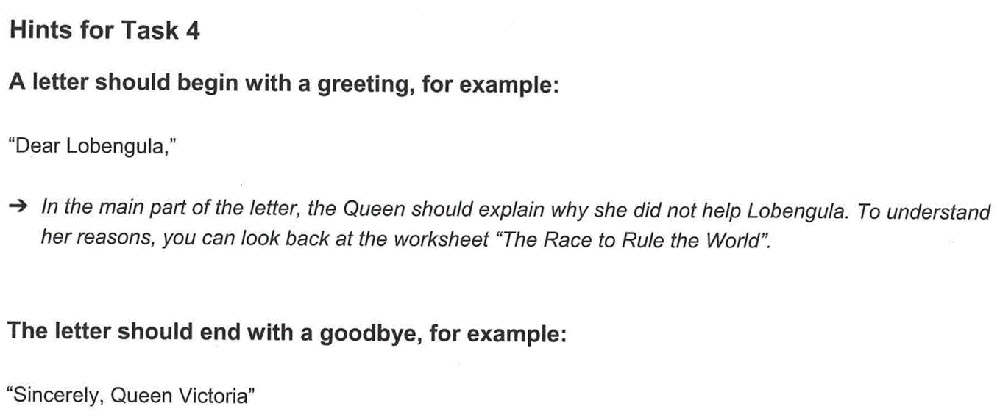 Hints for Task 4
A letter should begin with a greeting, for example:
“Dear Lobengula,”
➔ In the main part of the letter, the Queen should explain why she did not help Lobengula. To understand
her reasons, you can look back at the worksheet “The Race to Rule the World”.
The letter should end with a goodbye, for example:
“Sincerely, Queen Victoria”